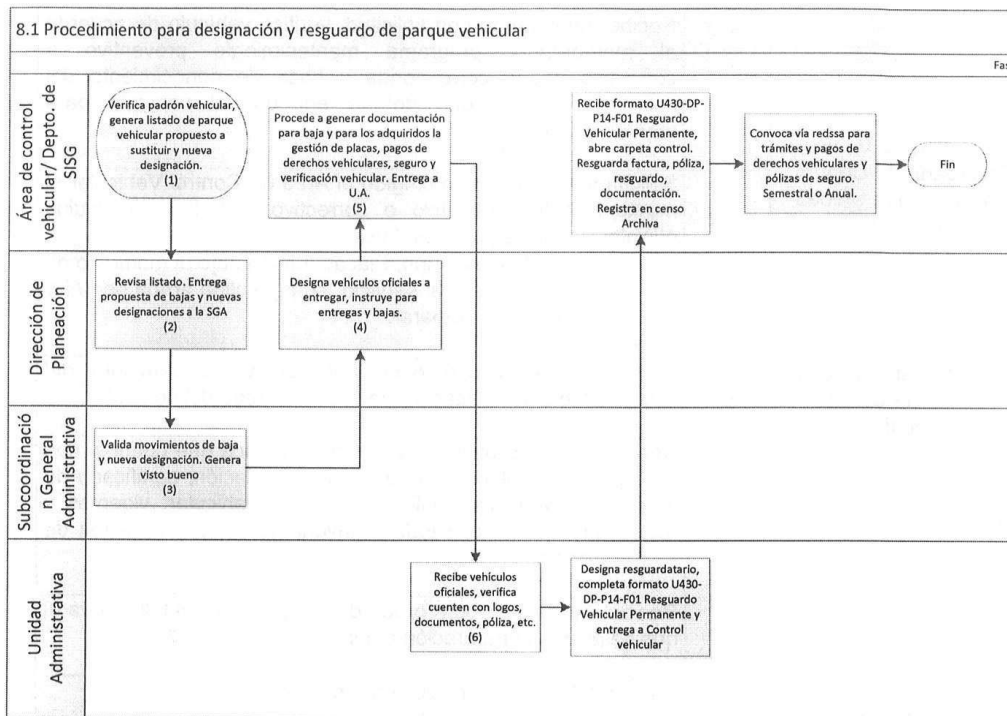 8.1 Procedimiento para designación y resguardo de parque vehicular
Fas
Área de control
vehicular/ Depto. de
SISG
Verifica padrón vehicular,
genera listado de parque
vehicular propuesto a
sustituir y nueva
designación.
(1)
Procede a generar documentación
para baja y para los adquiridos la
gestión de placas, pagos de
derechos vehiculares, seguro y
verificación vehicular. Entrega a
U.A.
(5)
Recibe formato U430-DP-
P14-F01 Resguardo
Vehicular Permanente,
abre carpeta control.
Resguarda factura, póliza,
resguardo,
documentación.
Registra en censo
Archiva
Convoca vía redssa para
trámites y pagos de
derechos vehiculares y
pólizas de seguro.
Semestral o Anual.
Fin
Dirección de
Planeación
Revisa listado. Entrega
propuesta de bajas y nuevas
designaciones a la SGA
(2)
Designa vehículos oficiales a
entregar, instruye para
entregas y bajas.
(4)
Subcoordinació
n General
Administrativa
Valida movimientos de baja
y nueva designación. Genera
visto bueno
(3)
Unidad
Administrativa
Recibe vehículos
oficiales, verifica
cuenten con logos,
documentos, póliza, etc.
(6)
Designa resguardatario,
completa formato U430-
DP-P14-F01 Resguardo
Vehicular Permanente y
entrega a Control
vehicular